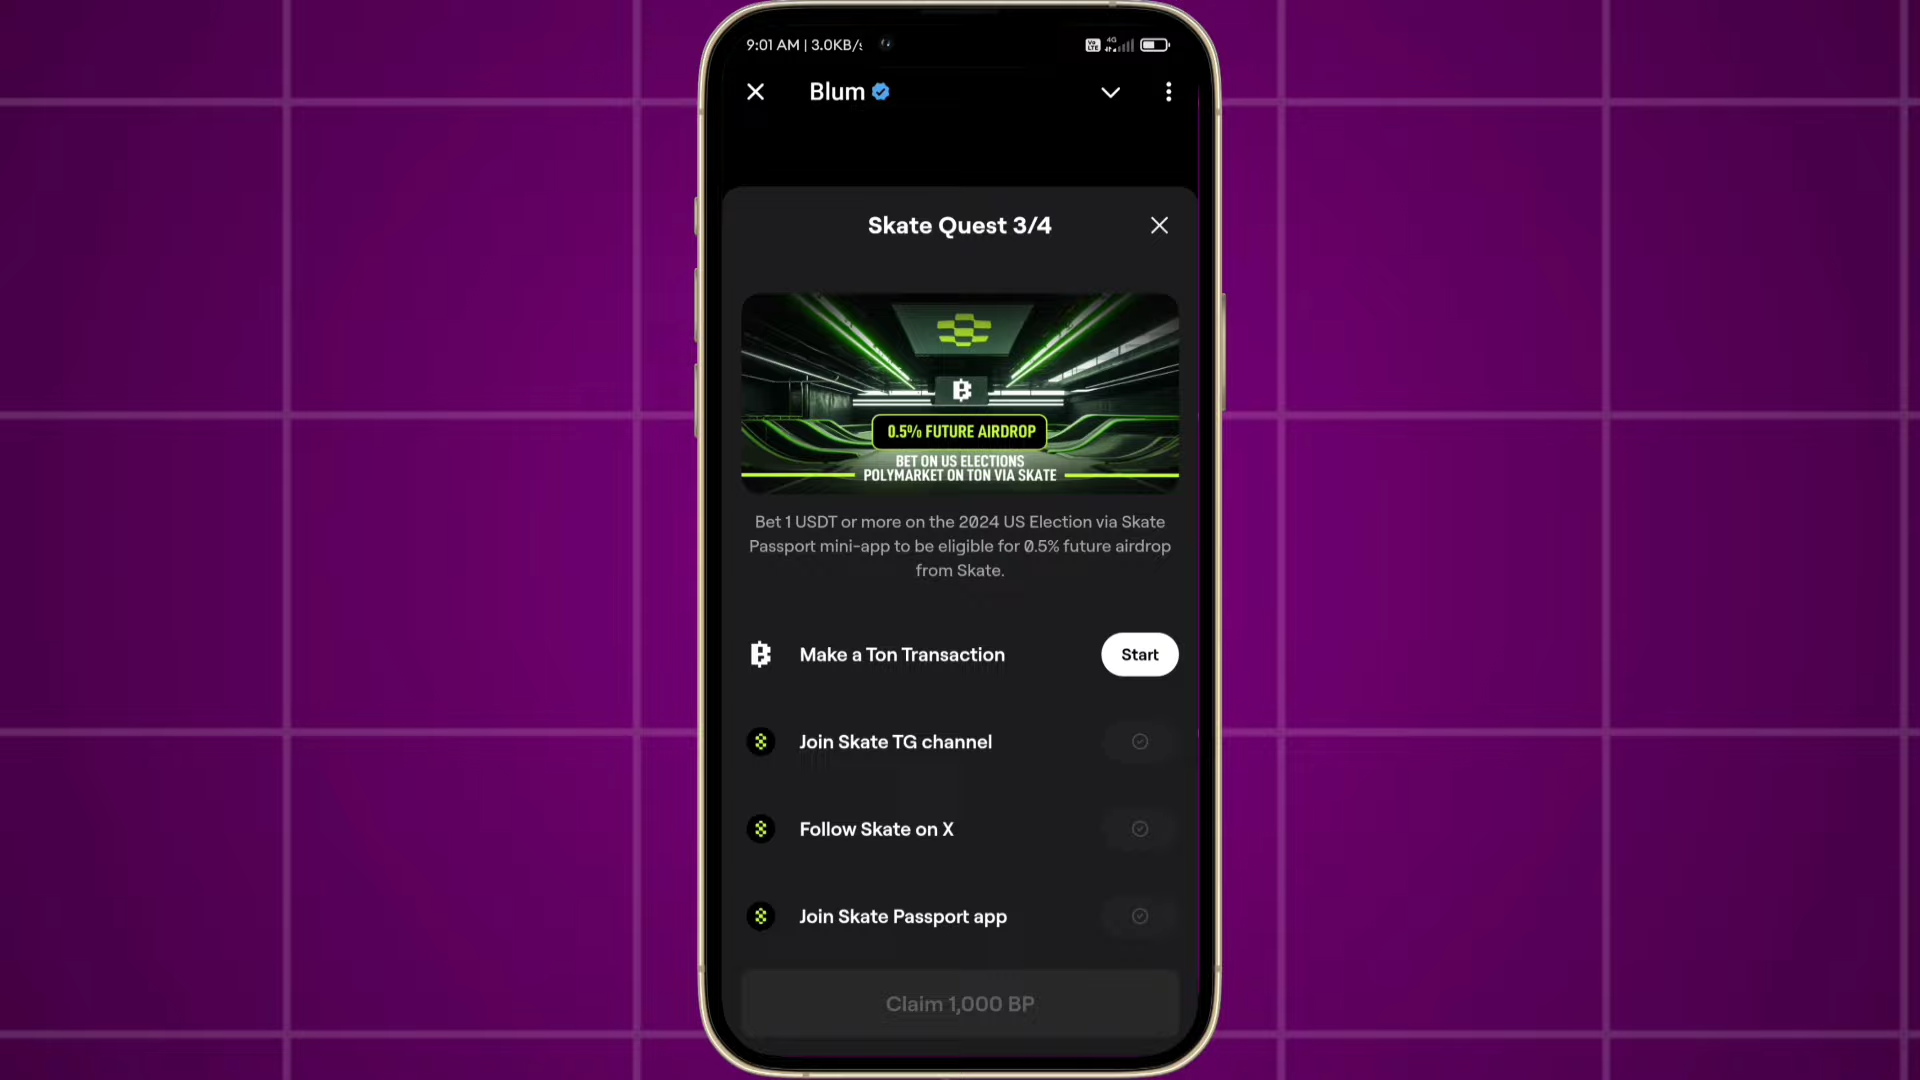 9:01 AM | 3.0KB/s
Vo LTE 4G
Blum
Skate Quest 3/4
0.5% FUTURE AIRDROP
BET ON US ELECTIONS
POLYMARKET ON TON VIA SKATE
Bet 1 USDT or more on the 2024 US Election via Skate
Passport mini-app to be eligible for 0.5% future airdrop
from Skate.
Make a Ton Transaction
Start
Join Skate TG channel
Follow Skate on X
Join Skate Passport app
Claim 1,000 BP